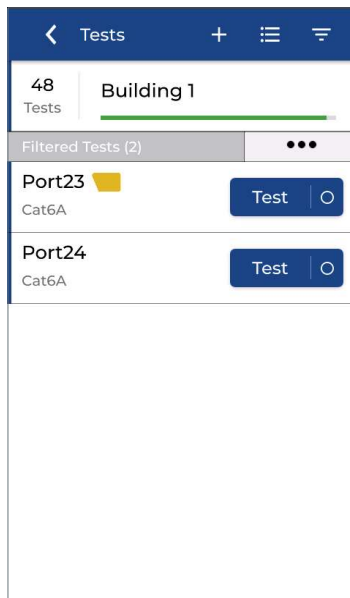 Tests
48
Tests
Building 1
Filtered Tests (2)
Port23
Cat6A
Test
Port24
Cat6A
Test